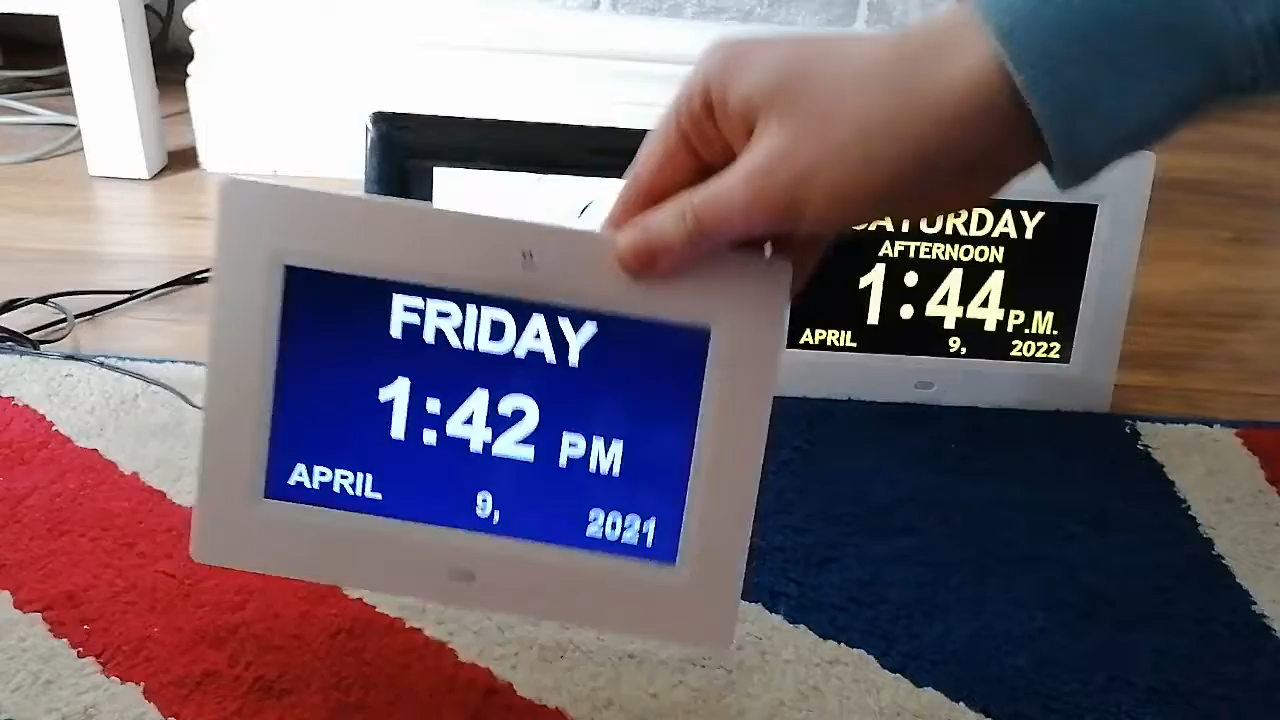 FRIDAY
1:42 PM
APRIL 9, 2021
SATURDAY
AFTERNOON
1:44 P.M.
APRIL 9, 2022